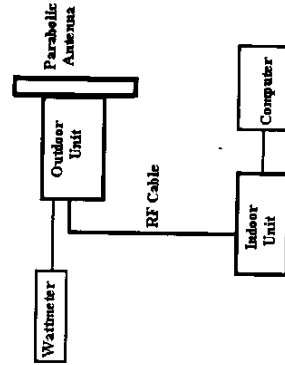 Parabolic
Antenna
Outdoor
Unit
Wattmeter
RF Cable
Indoor
Unit
Computer